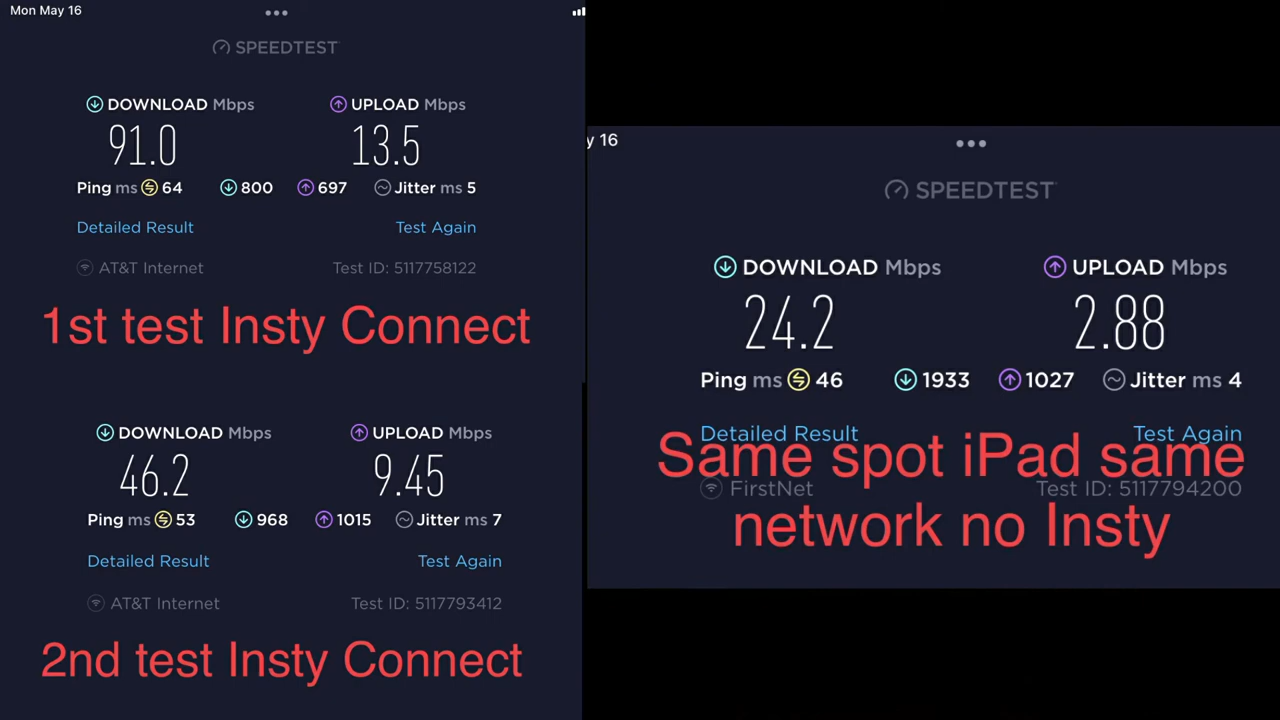 Mon May 16
SPEEDTEST
DOWNLOAD Mbps
91.0
UPLOAD Mbps
13.5
Ping ms 64 800 697 Jitter ms 5
Detailed Result Test Again
AT&T Internet Test ID: 5117758122
1st test Insty Connect
DOWNLOAD Mbps
46.2
UPLOAD Mbps
9.45
Ping ms 53 968 1015 Jitter ms 7
Detailed Result Test Again
AT&T Internet Test ID: 5117793412
2nd test Insty Connect
y 16
SPEEDTEST
DOWNLOAD Mbps
24.2
UPLOAD Mbps
2.88
Ping ms 46 1933 1027 Jitter ms 4
Detailed Result Test Again
Same spot iPad same
FirstNet Test ID: 5117794200
network no Insty